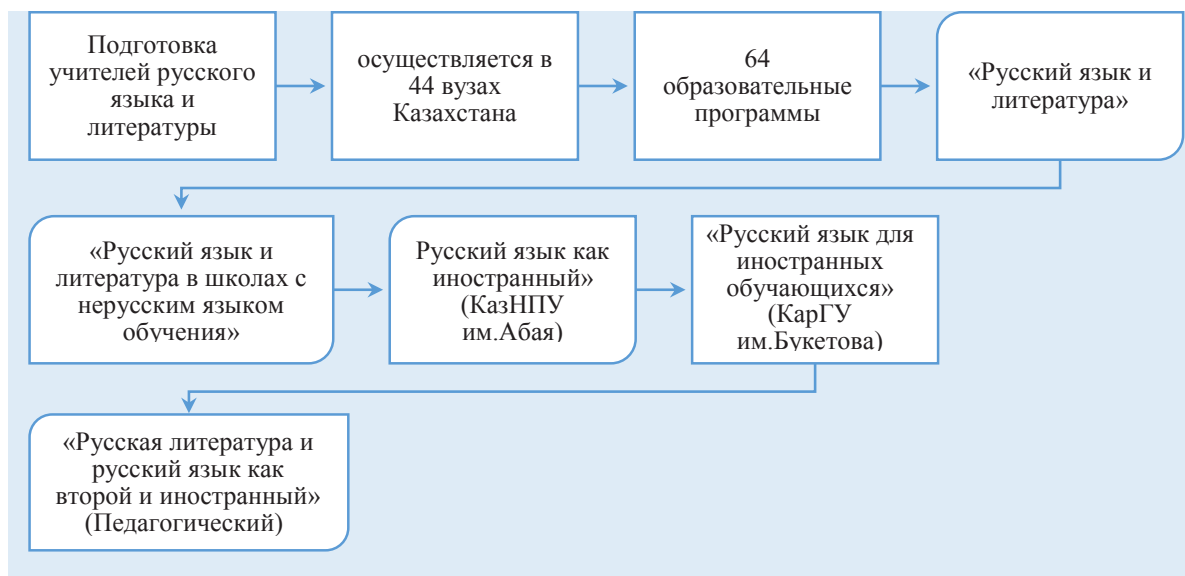 Подготовка
учителей русского
языка и
литературы
осуществляется в
44 вузах
Казахстана
64
образовательные
программы
«Русский язык и
литература»
«Русский язык и
литература в школах с
нерусским языком
обучения»
Русский язык как
иностранный»
(КазНПУ
им.Абая)
«Русский язык для
иностранных
обучающихся»
(КарГУ
им.Букетова)
«Русская литература и
русский язык как
второй и иностранный»
(Педагогический)